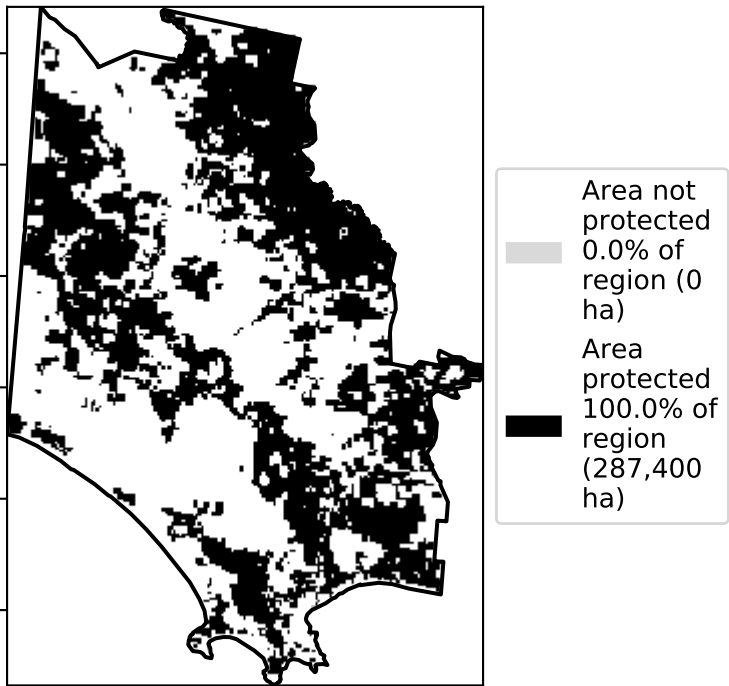 Area not
protected
0.0% of
region (0
ha)
Area
protected
100.0% of
region
(287,400
ha)